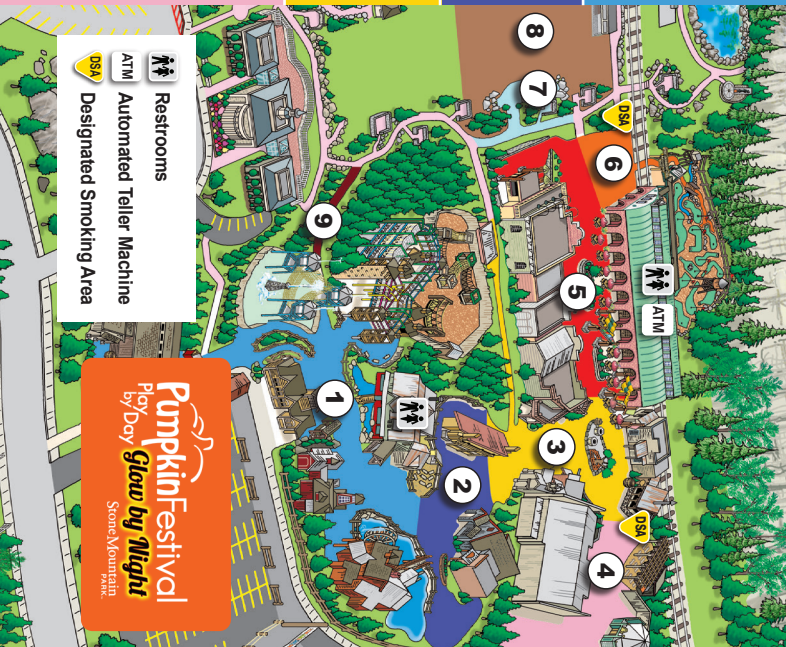 Restrooms
ATM
Automated Teller Machine
DSA
Designated Smoking Area
8
7
DSA
6
9
5
ATM
1
3
2
DSA
4
PumpkinFestival
Play
by Day
Glow by Night
Stone Mountain
PARK.